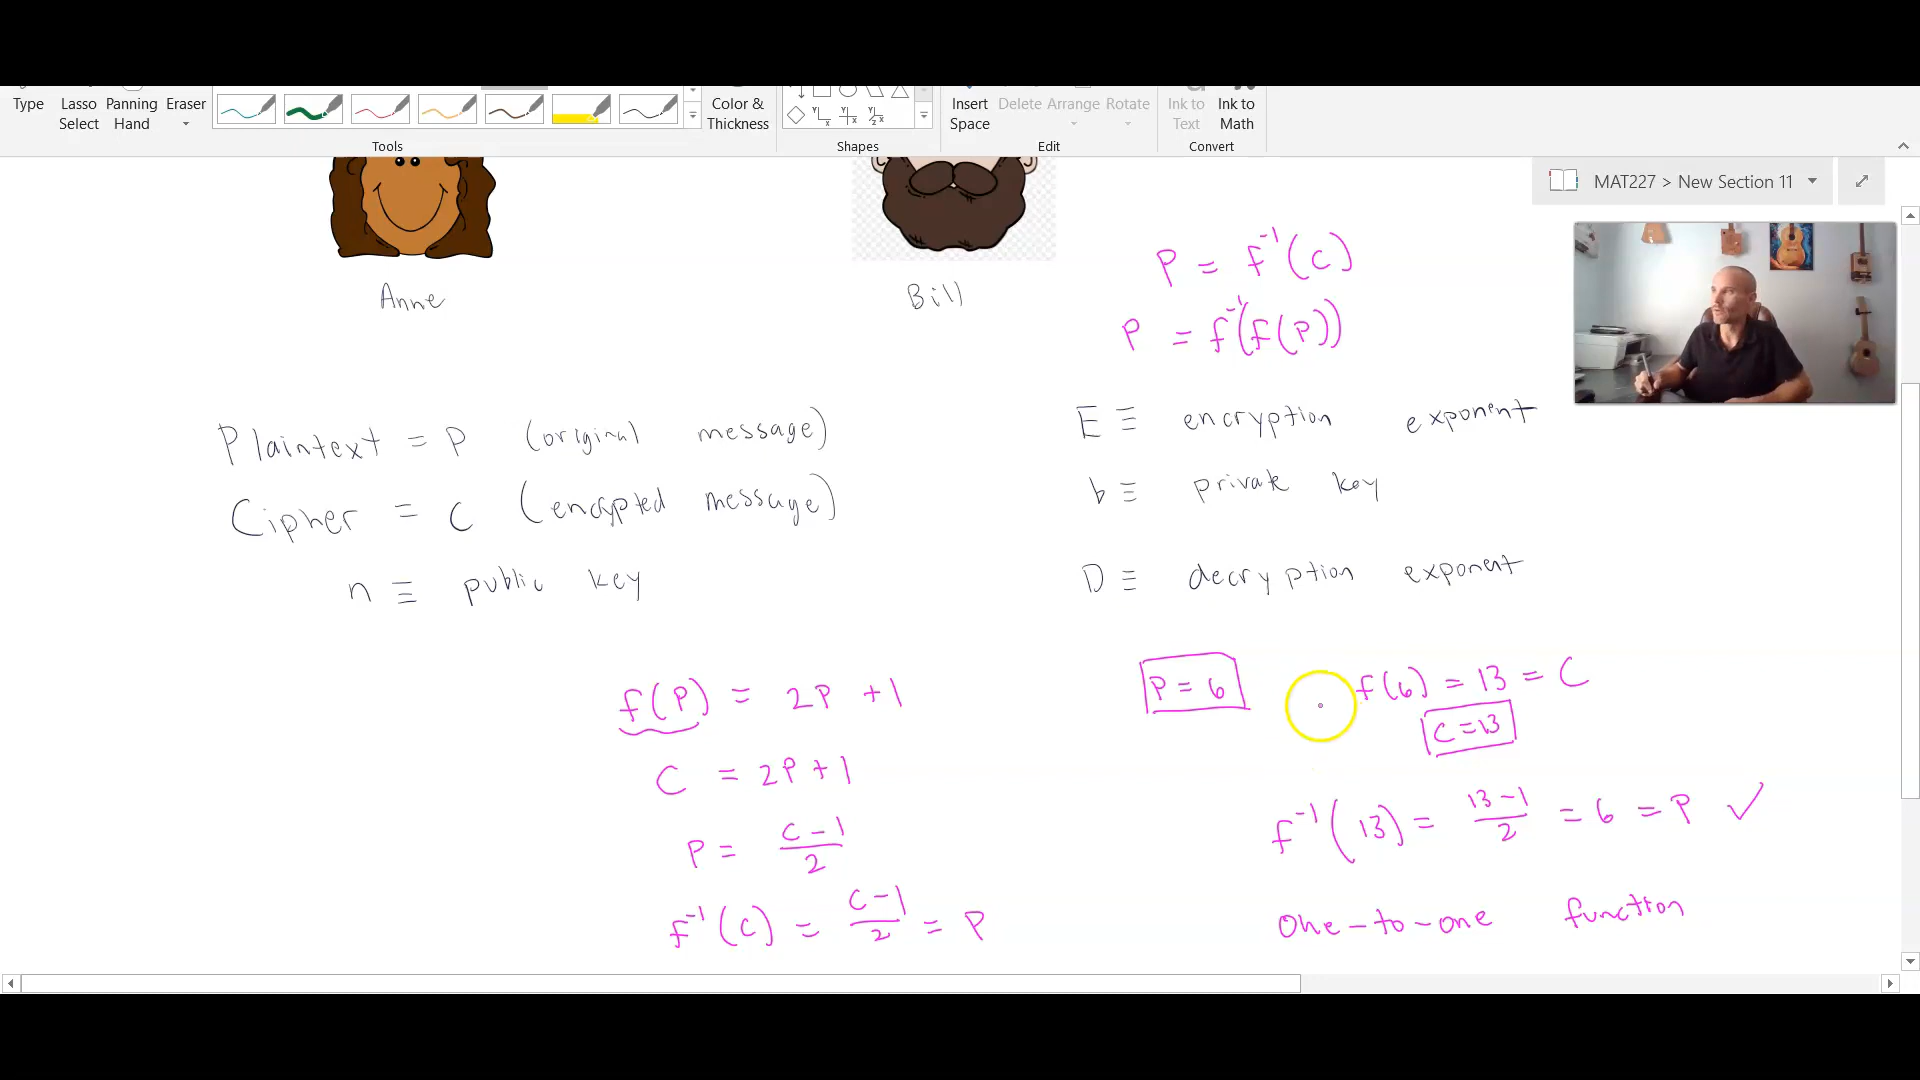 Type
Lasso Select
Panning Hand
Eraser
Color & Thickness
Insert Space
Delete
Arrange
Rotate
Ink to Text
Ink to Math
Tools
Shapes
Edit
Convert
MAT227 > New Section 11
Anne
Bill
P = f⁻¹(C)
P = f⁻¹(f(P))
Plaintext = P (original message)
Cipher = C (encrypted message)
n ≡ public key
E ≡ encryption exponent
b ≡ private key
D ≡ decryption exponent
f(P) = 2P + 1
C = 2P + 1
P = (C - 1)/2
f⁻¹(C) = (C - 1)/2 = P
P = 6
f(6) = 13 = C
C = 13
f⁻¹(13) = (13 - 1)/2 = 6 = P ✓
One-to-one function